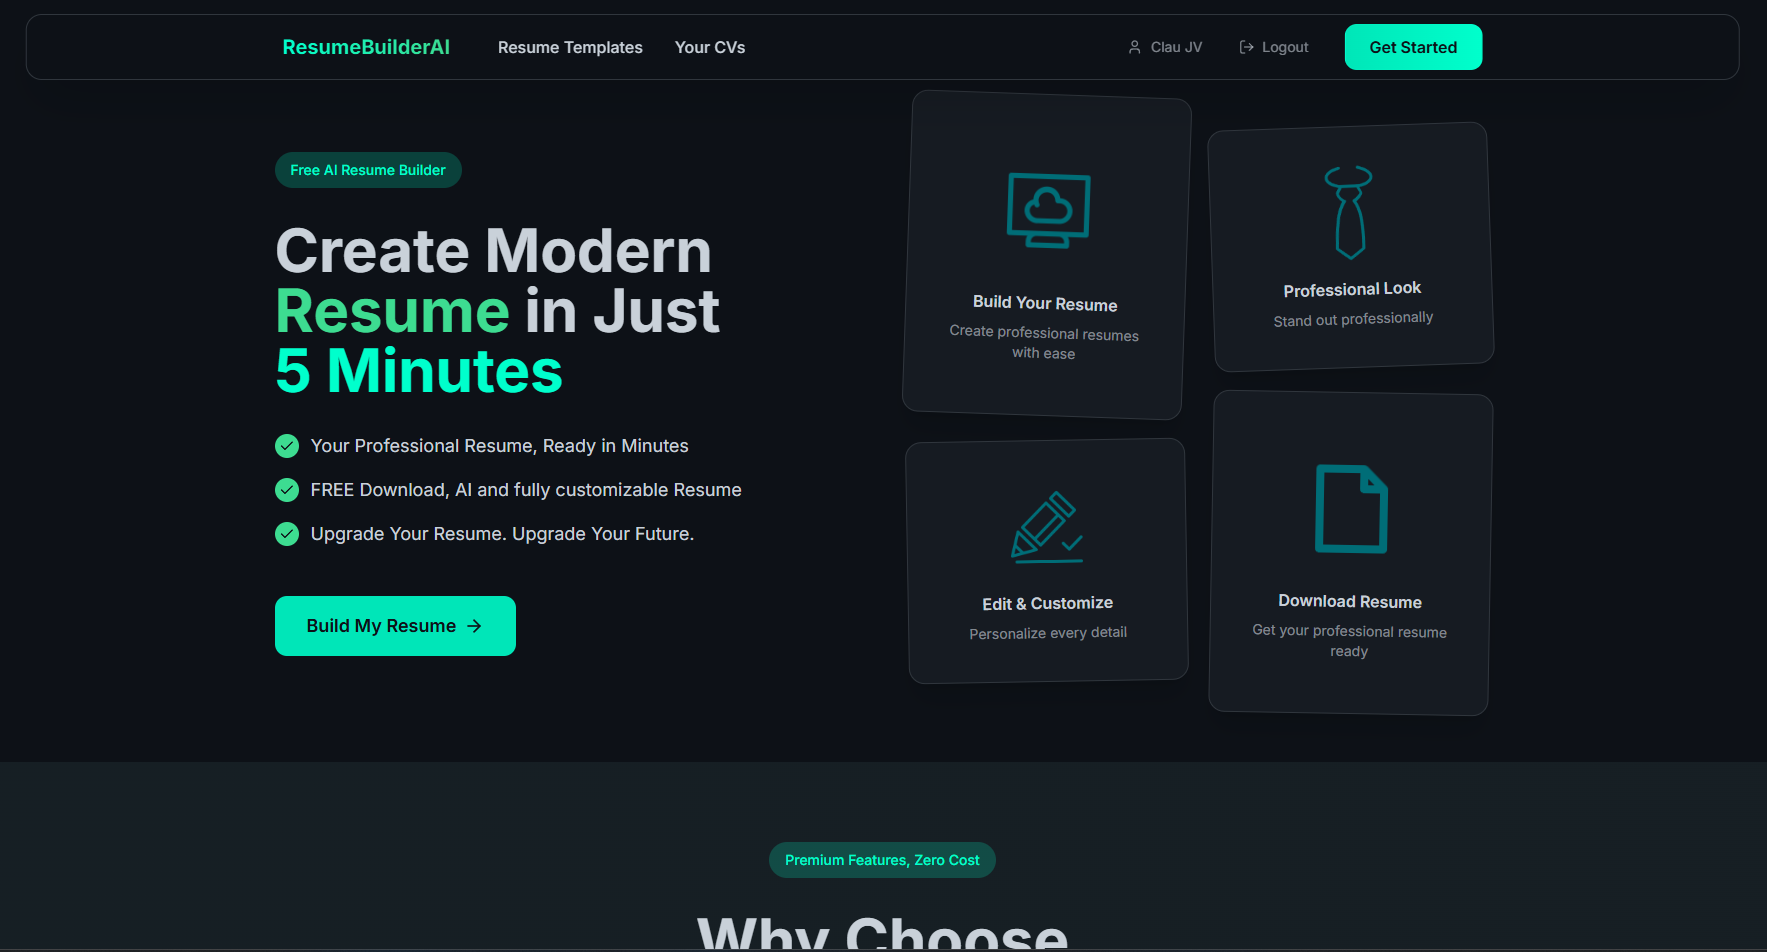 ResumeBuilderAI
Resume Templates
Your CVs
Clau JV
Logout
Get Started
Free AI Resume Builder
Create Modern
Resume in Just
5 Minutes
Your Professional Resume, Ready in Minutes
FREE Download, AI and fully customizable Resume
Upgrade Your Resume. Upgrade Your Future.
Build My Resume
Build Your Resume
Create professional resumes
with ease
Professional Look
Stand out professionally
Edit & Customize
Personalize every detail
Download Resume
Get your professional resume
ready
Premium Features, Zero Cost
Why Choose